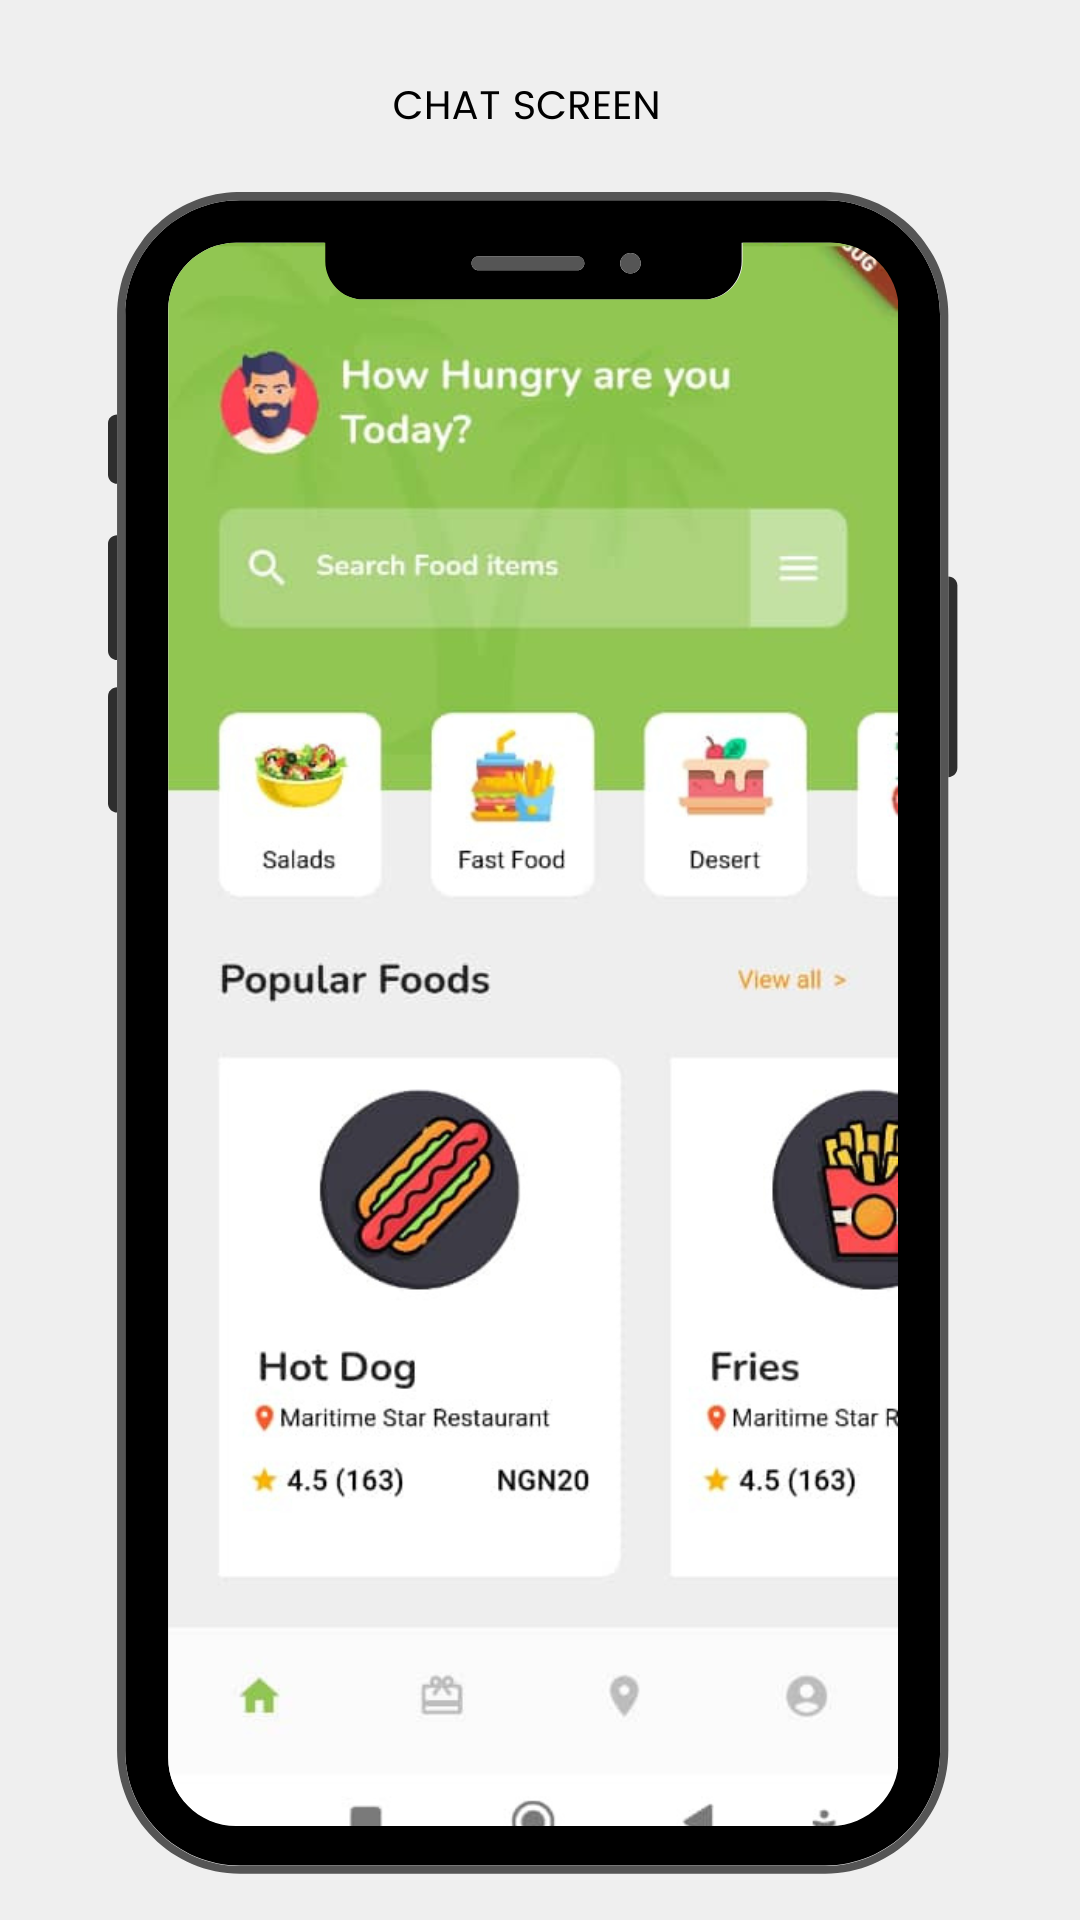 CHAT SCREEN
How Hungry are you
Today?
Search Food items
Salads
Fast Food
Desert
Popular Foods
View all >
Hot Dog
Fries
Maritime Star Restaurant
Maritime Star R
4.5 (163)
NGN20
4.5 (163)